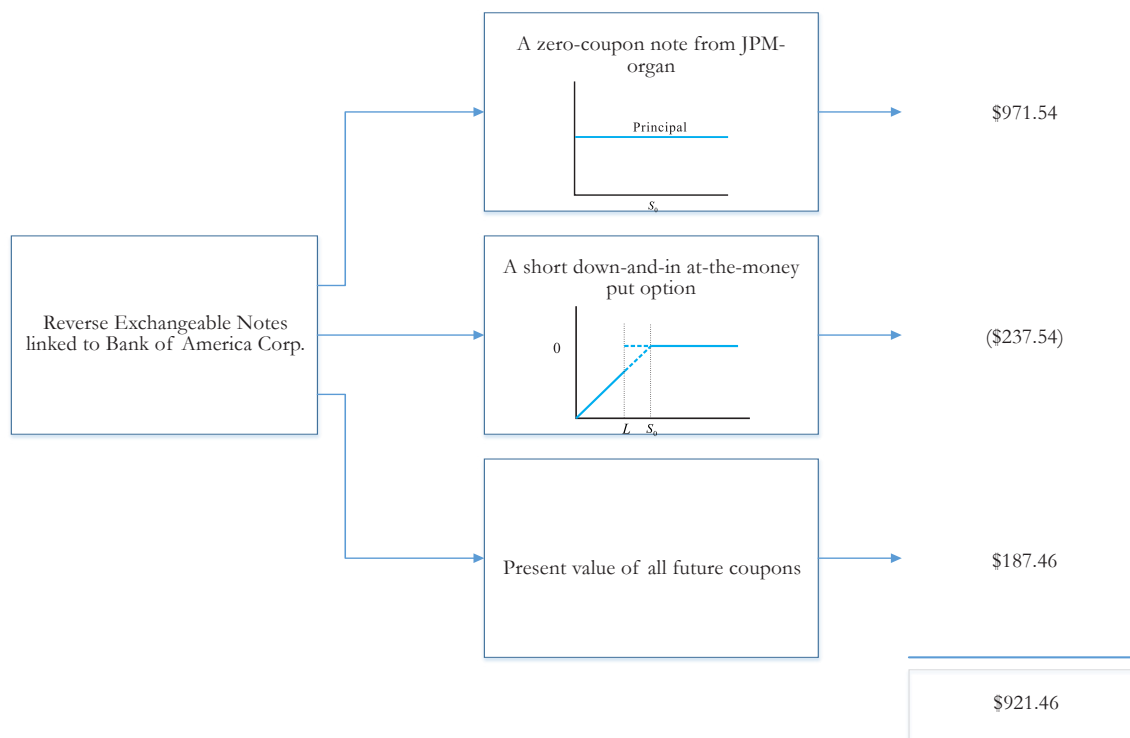 A zero-coupon note from JPM-
organ
Principal
S₀
$971.54
Reverse Exchangeable Notes
linked to Bank of America Corp.
A short down-and-in at-the-money
put option
0
L S₀
($237.54)
Present value of all future coupons
$187.46
$921.46